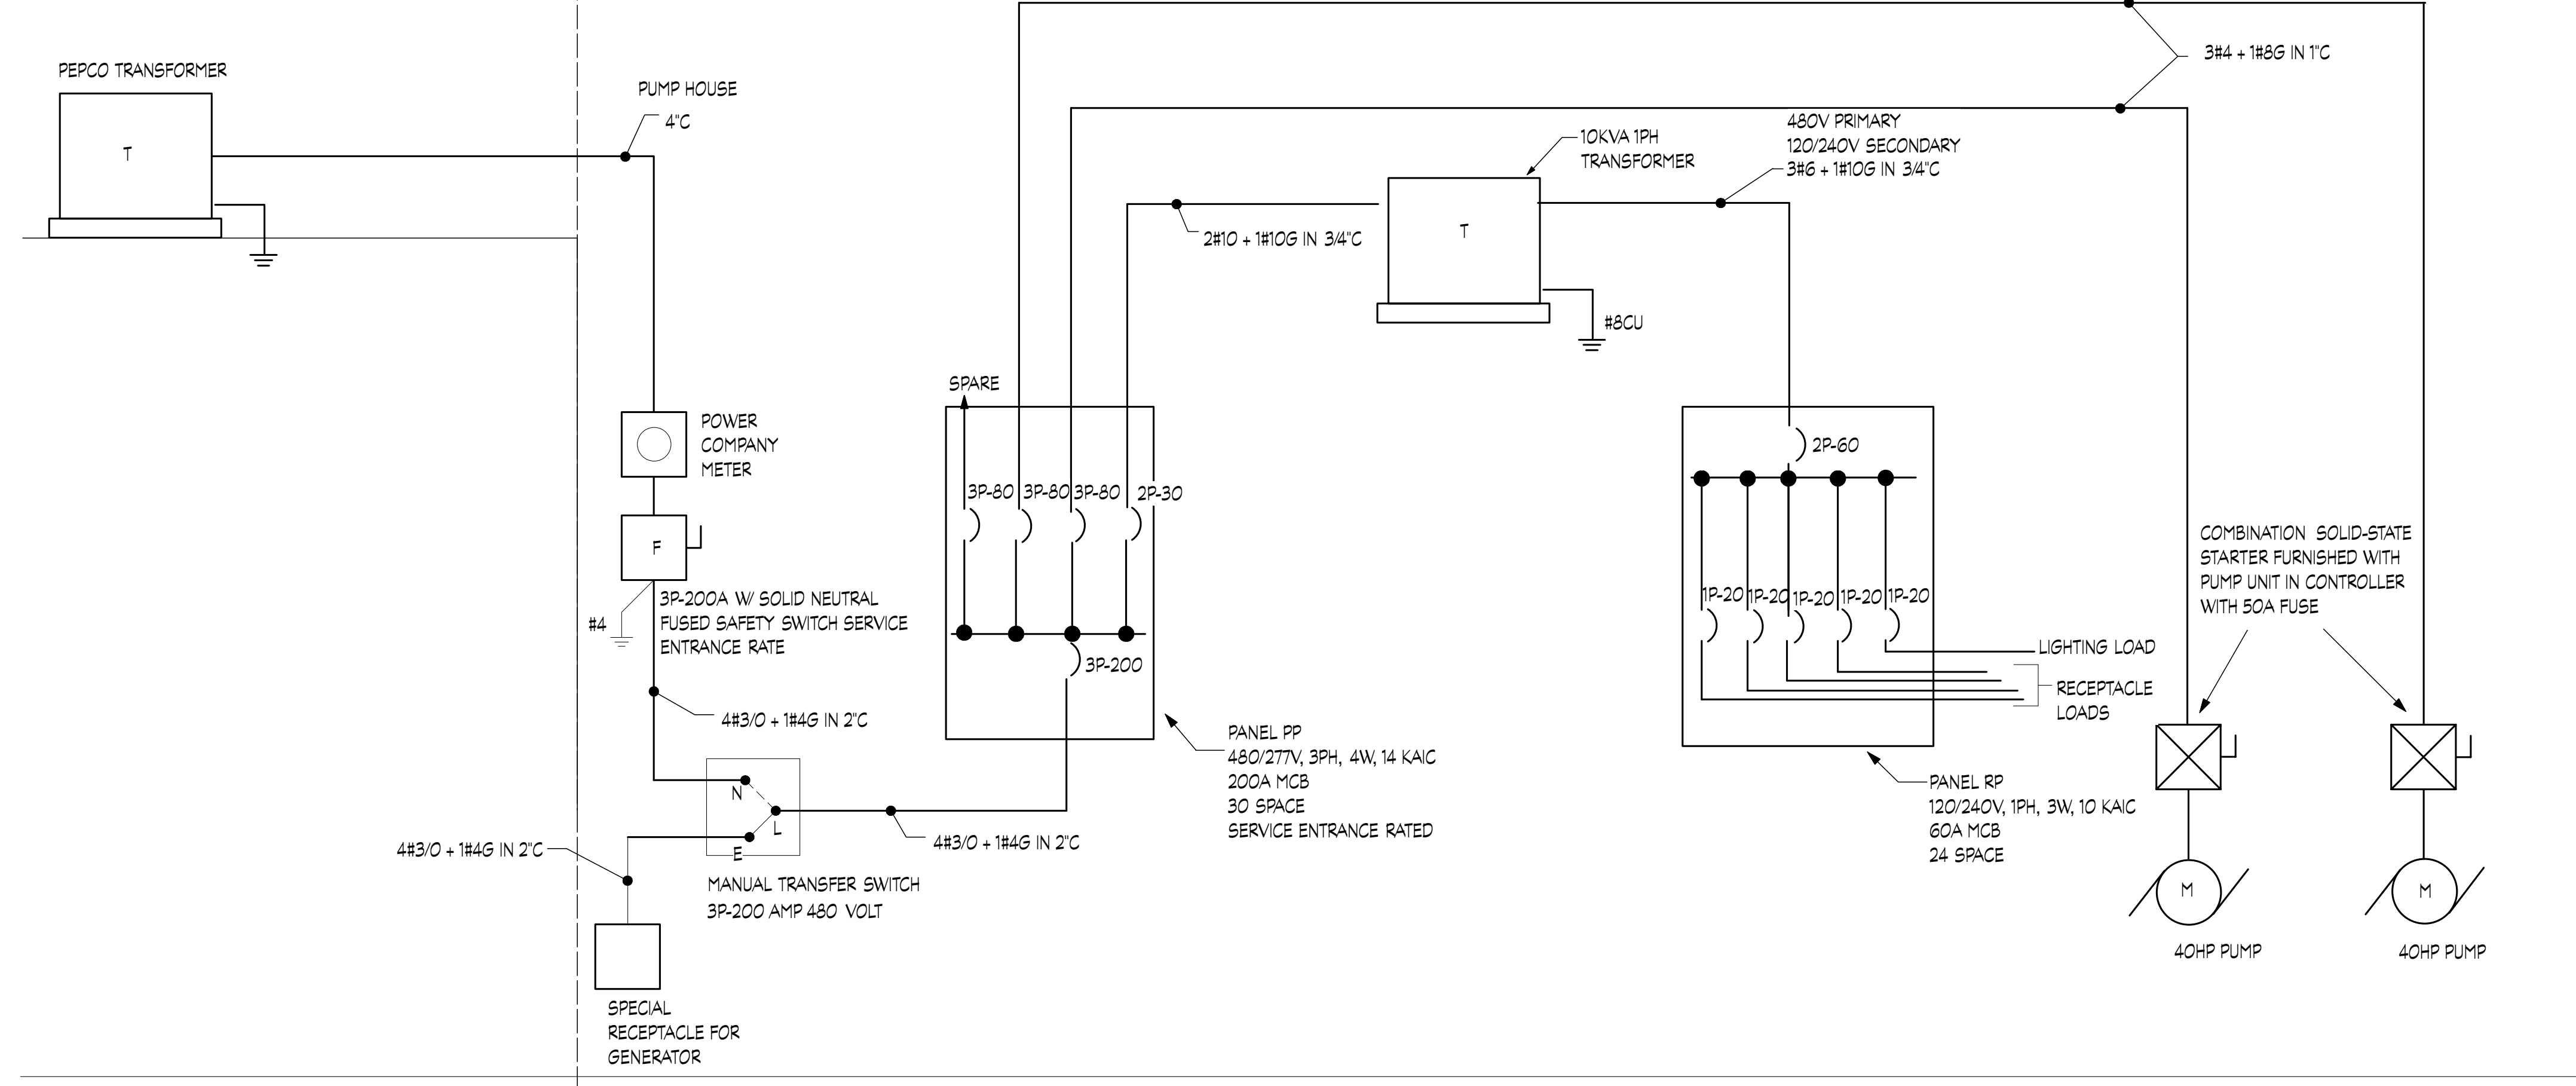 PEPCO TRANSFORMER
T
PUMP HOUSE
4"C
POWER
COMPANY
METER
F
3P-200A W/ SOLID NEUTRAL
FUSED SAFETY SWITCH SERVICE
ENTRANCE RATE
#4
4#3/0 + 1#4G IN 2"C
N
L
E
4#3/0 + 1#4G IN 2"C
MANUAL TRANSFER SWITCH
3P-200 AMP 480 VOLT
SPECIAL
RECEPTACLE FOR
GENERATOR
4#3/0 + 1#4G IN 2"C
SPARE
3P-80
3P-80
3P-80
2P-30
3P-200
PANEL PP
480/277V, 3PH, 4W, 14 KAIC
200A MCB
30 SPACE
SERVICE ENTRANCE RATED
2#10 + 1#10G IN 3/4"C
10KVA 1PH
TRANSFORMER
T
#8CU
480V PRIMARY
120/240V SECONDARY
3#6 + 1#10G IN 3/4"C
2P-60
1P-20
1P-20
1P-20
1P-20
1P-20
LIGHTING LOAD
RECEPTACLE
LOADS
PANEL RP
120/240V, 1PH, 3W, 10 KAIC
60A MCB
24 SPACE
3#4 + 1#8G IN 1"C
COMBINATION SOLID-STATE
STARTER FURNISHED WITH
PUMP UNIT IN CONTROLLER
WITH 50A FUSE
M
40HP PUMP
M
40HP PUMP